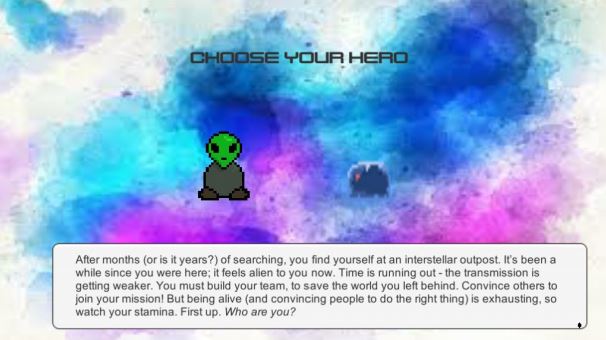 CHOOSE YOUR HERO
After months (or is it years?) of searching, you find yourself at an interstellar outpost. It's been a
while since you were here; it feels alien to you now. Time is running out - the transmission is
getting weaker. You must build your team, to save the world you left behind. Convince others to
join your mission! But being alive (and convincing people to do the right thing) is exhausting, so
watch your stamina. First up. Who are you?